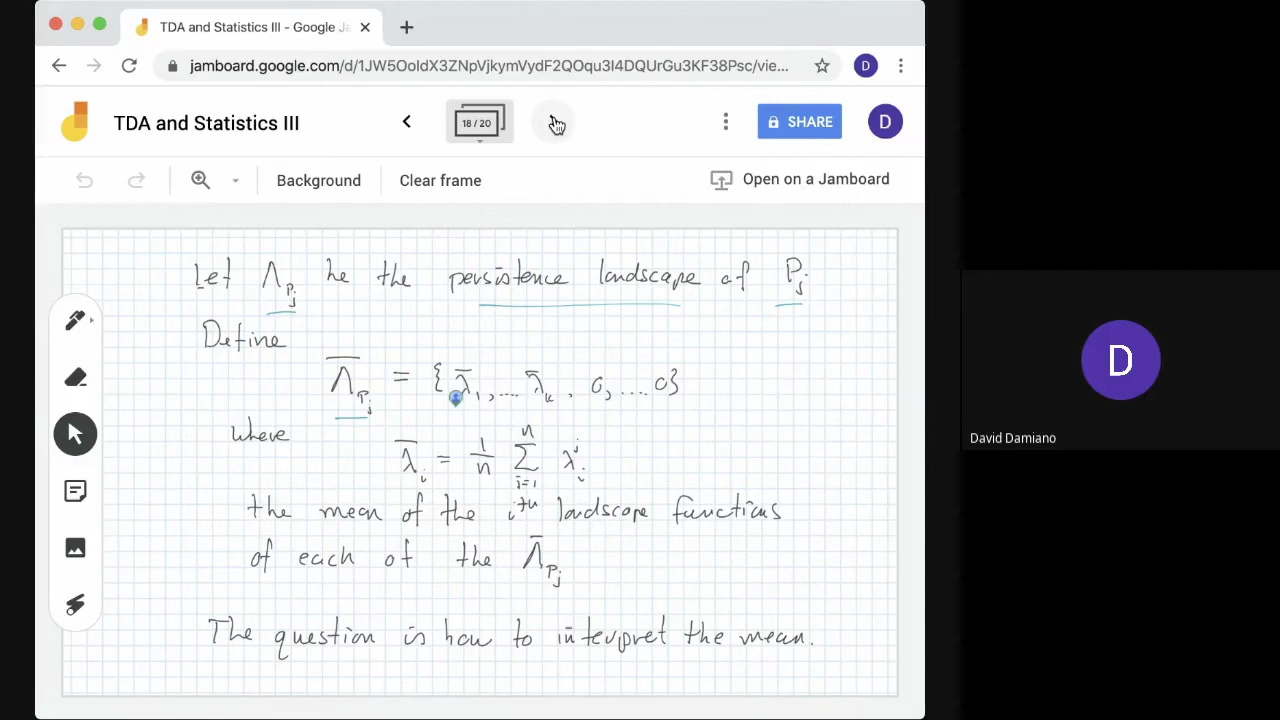 TDA and Statistics III - Google Ja
jamboard.google.com/d/1JW5OoIdX3ZNpVjkymVydF2QOqu3I4DQUrGu3KF38Psc/vie...
D
TDA and Statistics III
18 / 20
SHARE
D
Background
Clear frame
Open on a Jamboard
Let Λ_{P_j} be the persistence landscape of P_j
Define
Λ̄_{P_j} = { λ̄_1, ... λ̄_k, 0, .... 0}
where
λ̄_i = 1/n Σ_{i=1}^{n} λ_i^j
the mean of the i^th landscape functions
of each of the Λ̄_{P_j}
The question is how to interpret the mean.
D
David Damiano